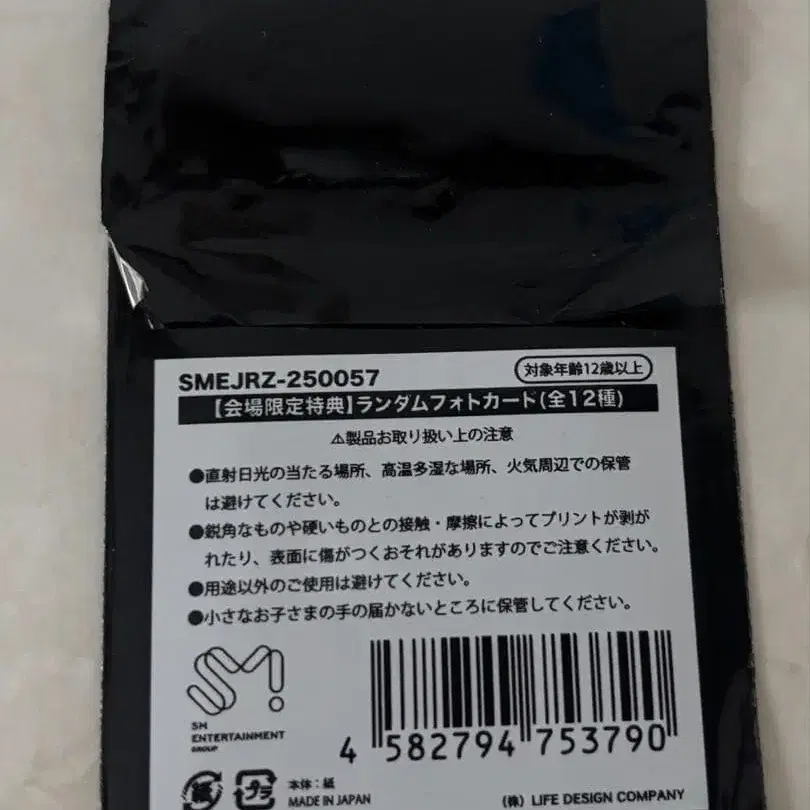 SMEJRZ-250057
対象年齢12歳以上
【会場限定特典】ランダムフォトカード(全12種)
⚠製品お取り扱い上の注意
●直射日光の当たる場所、高温多湿な場所、火気周辺での保管
は避けてください。
●鋭角なものや硬いものとの接触・摩擦によってプリントが剥が
れたり、表面に傷がつくおそれがありますのでご注意ください。
●用途以外のご使用は避けてください。
●小さなお子さまの手の届かないところに保管してください。
SM
SM
ENTERTAINMENT
GROUP
4 582794 753790
紙
プラ
本体：紙
MADE IN JAPAN
（株）LIFE DESIGN COMPANY